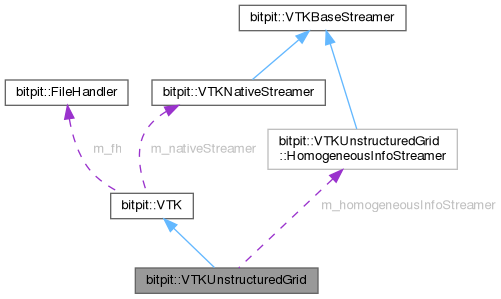 bitpit::VTKBaseStreamer
bitpit::FileHandler
bitpit::VTKNativeStreamer
bitpit::VTKUnstructuredGrid
::HomogeneousInfoStreamer
m_fh
m_nativeStreamer
bitpit::VTK
m_homogeneousInfoStreamer
bitpit::VTKUnstructuredGrid